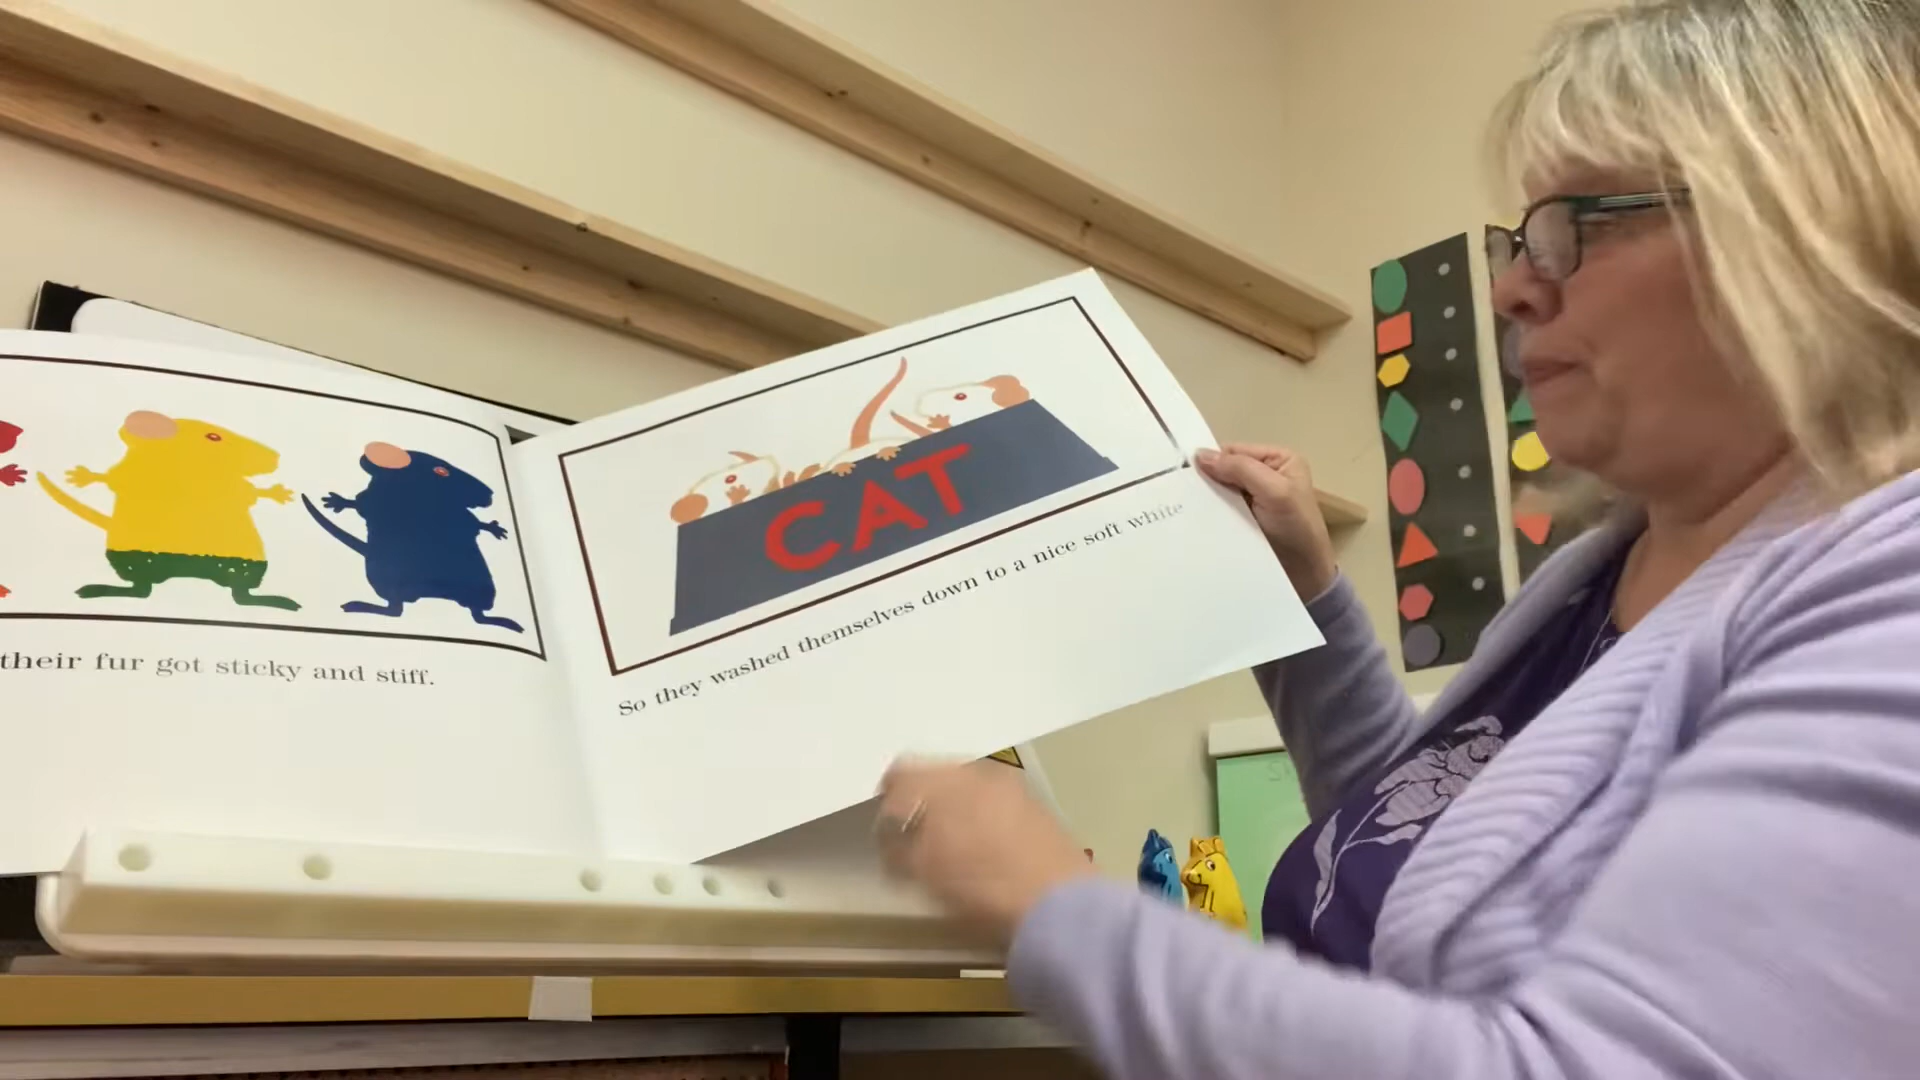 their fur got sticky and stiff.
CAT
So they washed themselves down to a nice soft white